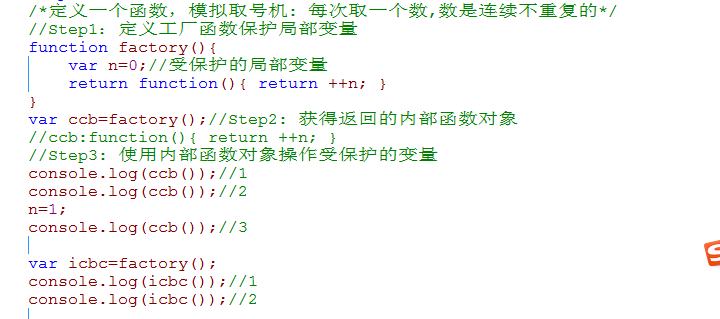 /*定义一个函数，模拟取号机：每次取一个数,数是连续不重复的*/
//Step1：定义工厂函数保护局部变量
function factory(){
    var n=0;//受保护的局部变量
    return function(){ return ++n; }
}
var ccb=factory();//Step2：获得返回的内部函数对象
//ccb:function(){ return ++n; }
//Step3：使用内部函数对象操作受保护的变量
console.log(ccb());//1
console.log(ccb());//2
n=1;
console.log(ccb());//3
var icbc=factory();
console.log(icbc());//1
console.log(icbc());//2